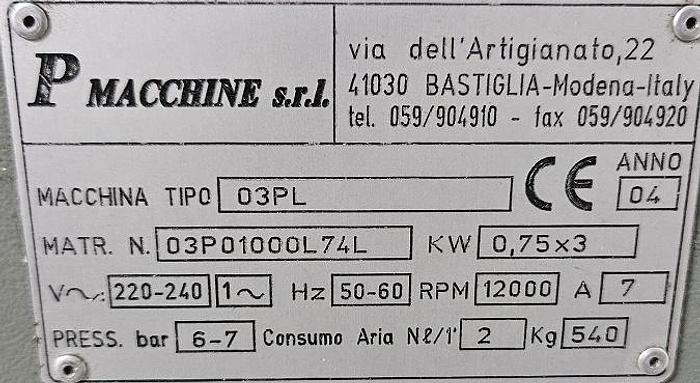 P MACCHINE s.r.l.
via dell'Artigianato,22
41030 BASTIGLIA-Modena-Italy
tel. 059/904910 - fax 059/904920
MACCHINA TIPO 03PL CE ANNO 04
MATR. N. 03P01000L74L KW 0,75x3
V~: 220-240 1~ Hz 50-60 RPM 12000 A 7
PRESS. bar 6-7 Consumo Aria Nℓ/1' 2 Kg 540